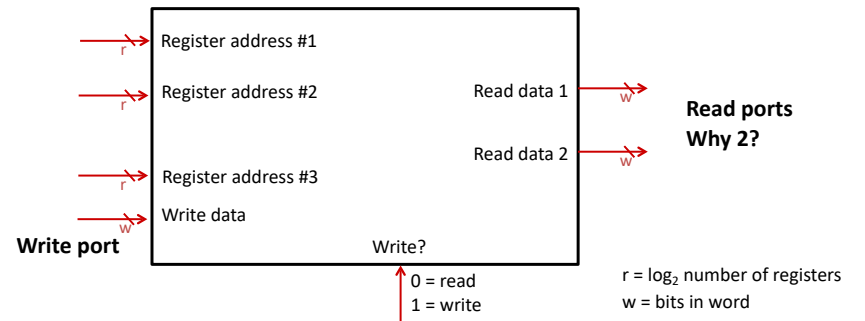 Register address #1
r
Register address #2
r
Read data 1
w
Read ports
Why 2?
Read data 2
w
Register address #3
r
Write data
w
Write port
Write?
0 = read
1 = write
r = log₂ number of registers
w = bits in word